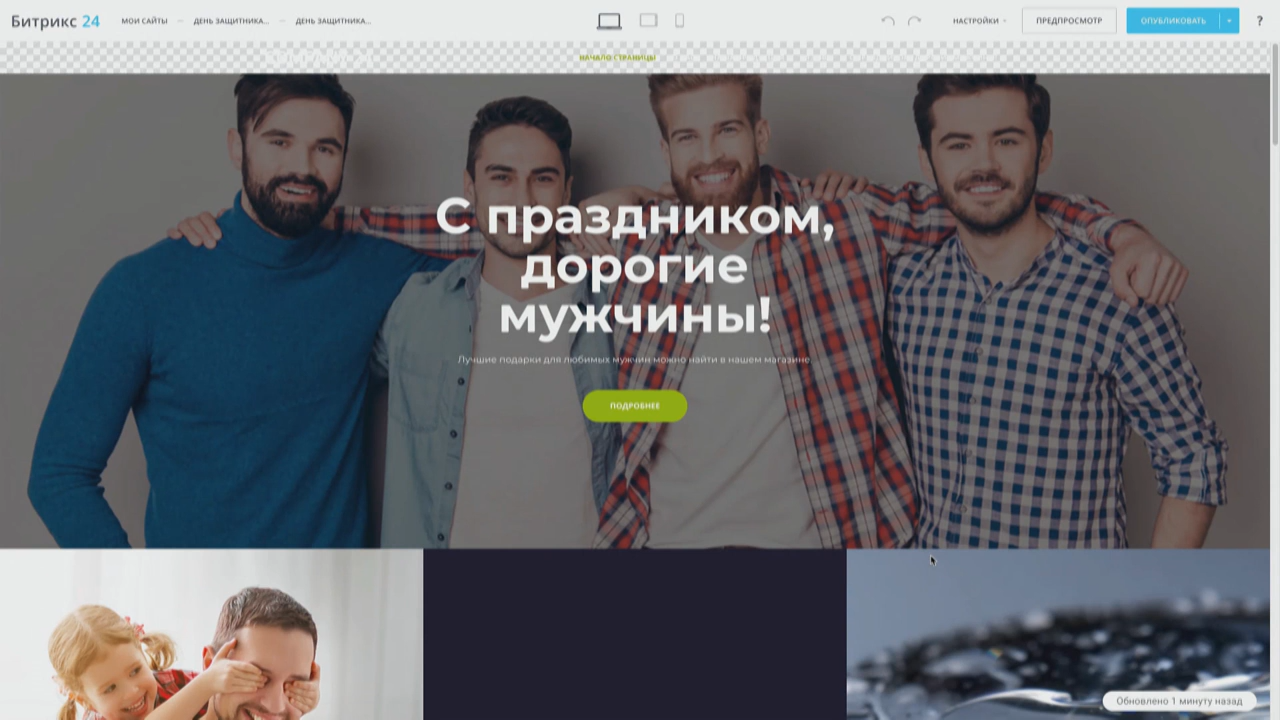 Битрикс 24
МОИ САЙТЫ — ДЕНЬ ЗАЩИТНИКА... — ДЕНЬ ЗАЩИТНИКА...
НАСТРОЙКИ
ПРЕДПРОСМОТР
ОПУБЛИКОВАТЬ
?
НАЧАЛО СТРАНИЦЫ
С праздником,
дорогие
мужчины!
Лучшие подарки для любимых мужчин можно найти в нашем магазине
ПОДРОБНЕЕ
Обновлено 1 минуту назад